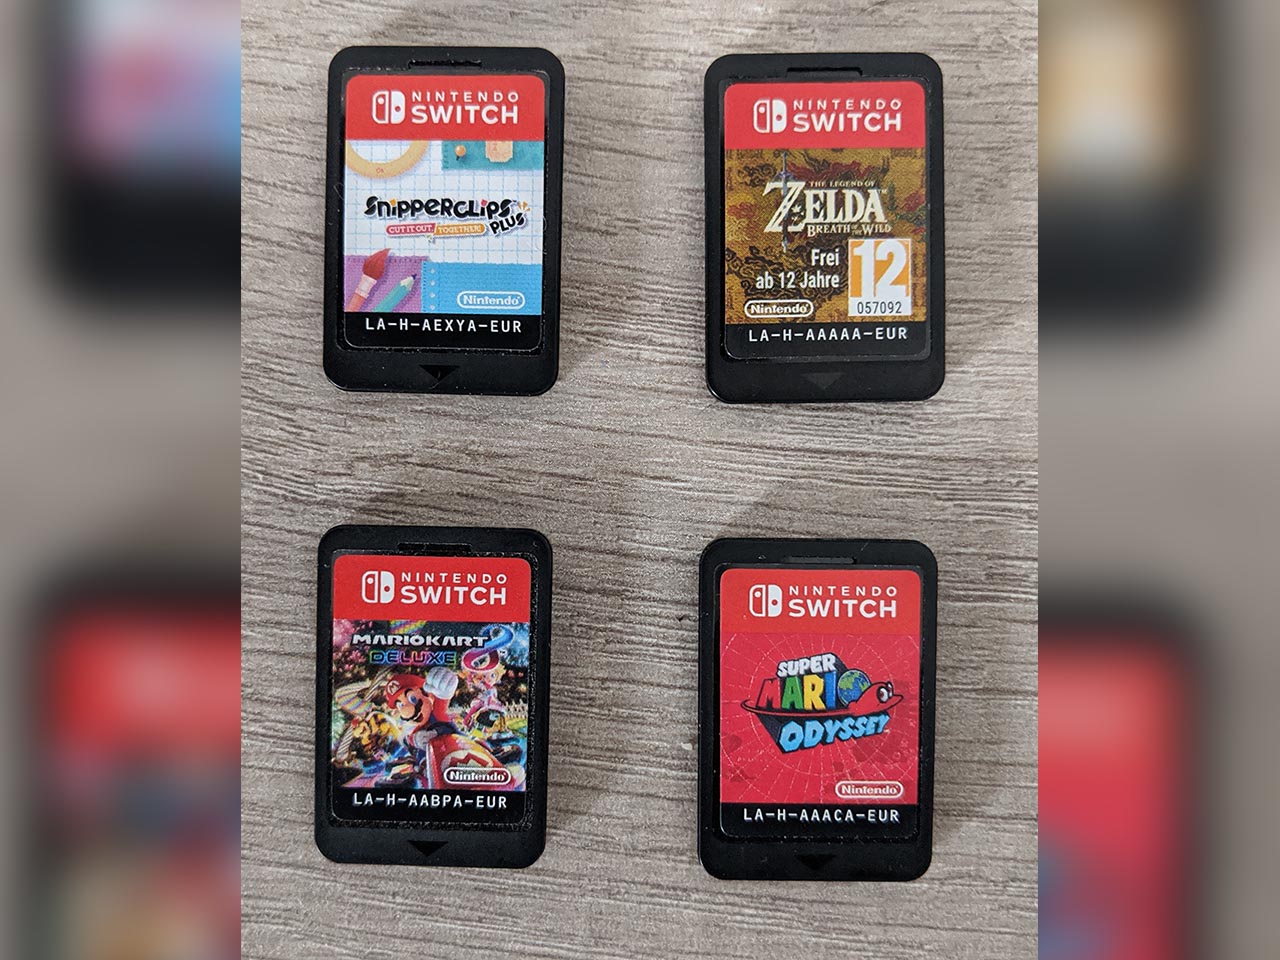 NINTENDO
SWITCH
SNIPPERCLIPS
PLUS
CUT IT OUT, TOGETHER!
Nintendo
LA-H-AEXYA-EUR
NINTENDO
SWITCH
THE LEGEND OF
ZELDA
BREATH OF THE WILD
Frei
ab 12 Jahre
12
057092
Nintendo
LA-H-AAAAA-EUR
NINTENDO
SWITCH
MARIOKART 8
DELUXE
Nintendo
LA-H-AABPA-EUR
NINTENDO
SWITCH
SUPER
MARIO
ODYSSEY
Nintendo
LA-H-AAACA-EUR